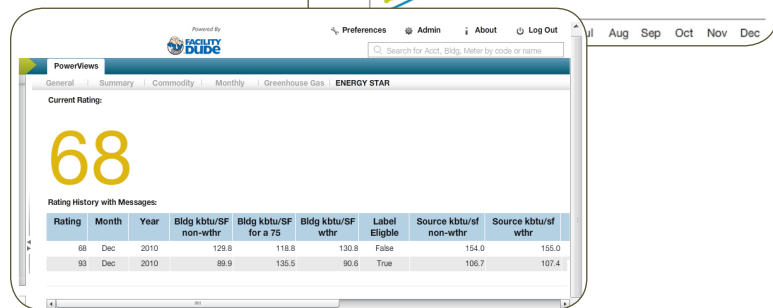 Powered By
FACILITY
DUDE
Preferences Admin About Log Out
Search for Acct, Bldg, Meter by code or name
Aug Sep Oct Nov Dec
PowerViews
General Summary Commodity Monthly Greenhouse Gas ENERGY STAR
Current Rating:
68
Rating History with Messages:
Rating Month Year Bldg kbtu/SF non-wthr Bldg kbtu/SF for a 75 Bldg kbtu/SF wthr Label Eligble Source kbtu/sf non-wthr Source kbtu/sf wthr
68 Dec 2010 129.8 118.8 130.8 False 154.0 155.0
93 Dec 2010 89.9 135.5 90.6 True 106.7 107.4